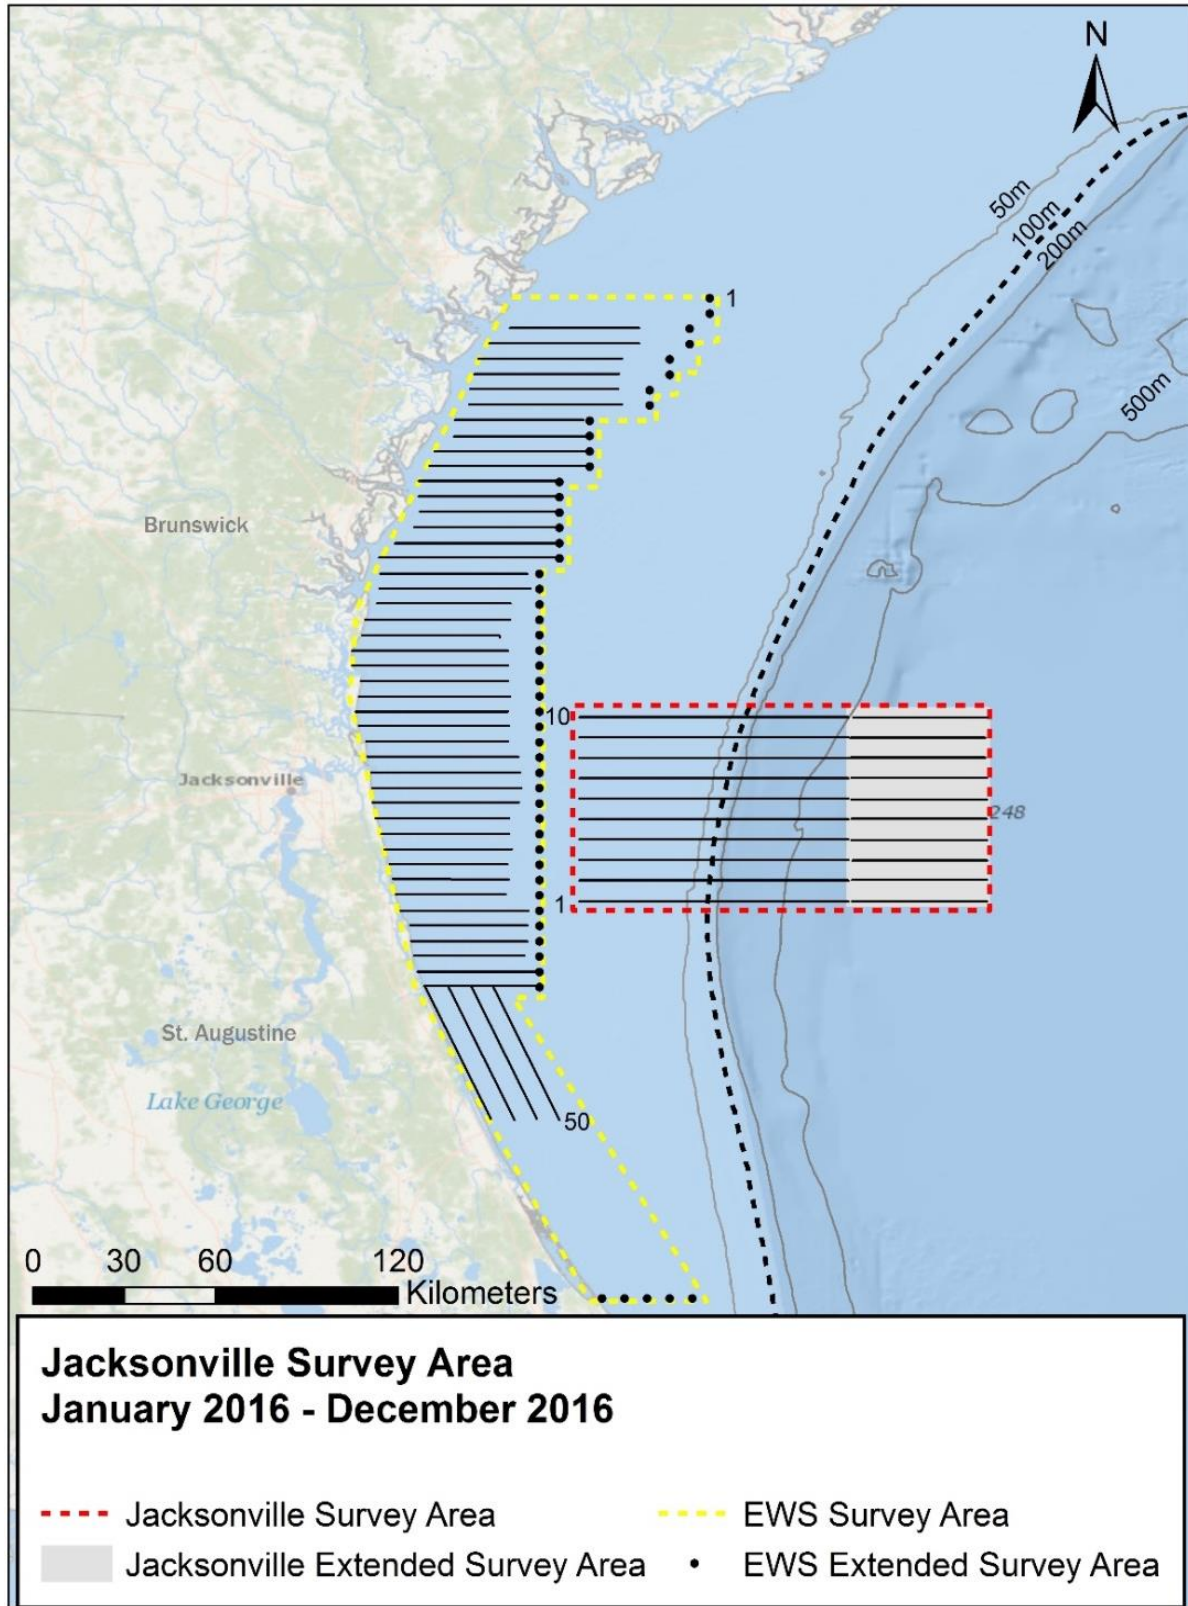 N
50m
100m
200m
1
500m
Brunswick
10
Jacksonville
248
1
St. Augustine
Lake George
50
0 30 60 120
Kilometers
Jacksonville Survey Area
January 2016 - December 2016
Jacksonville Survey Area
EWS Survey Area
Jacksonville Extended Survey Area
EWS Extended Survey Area